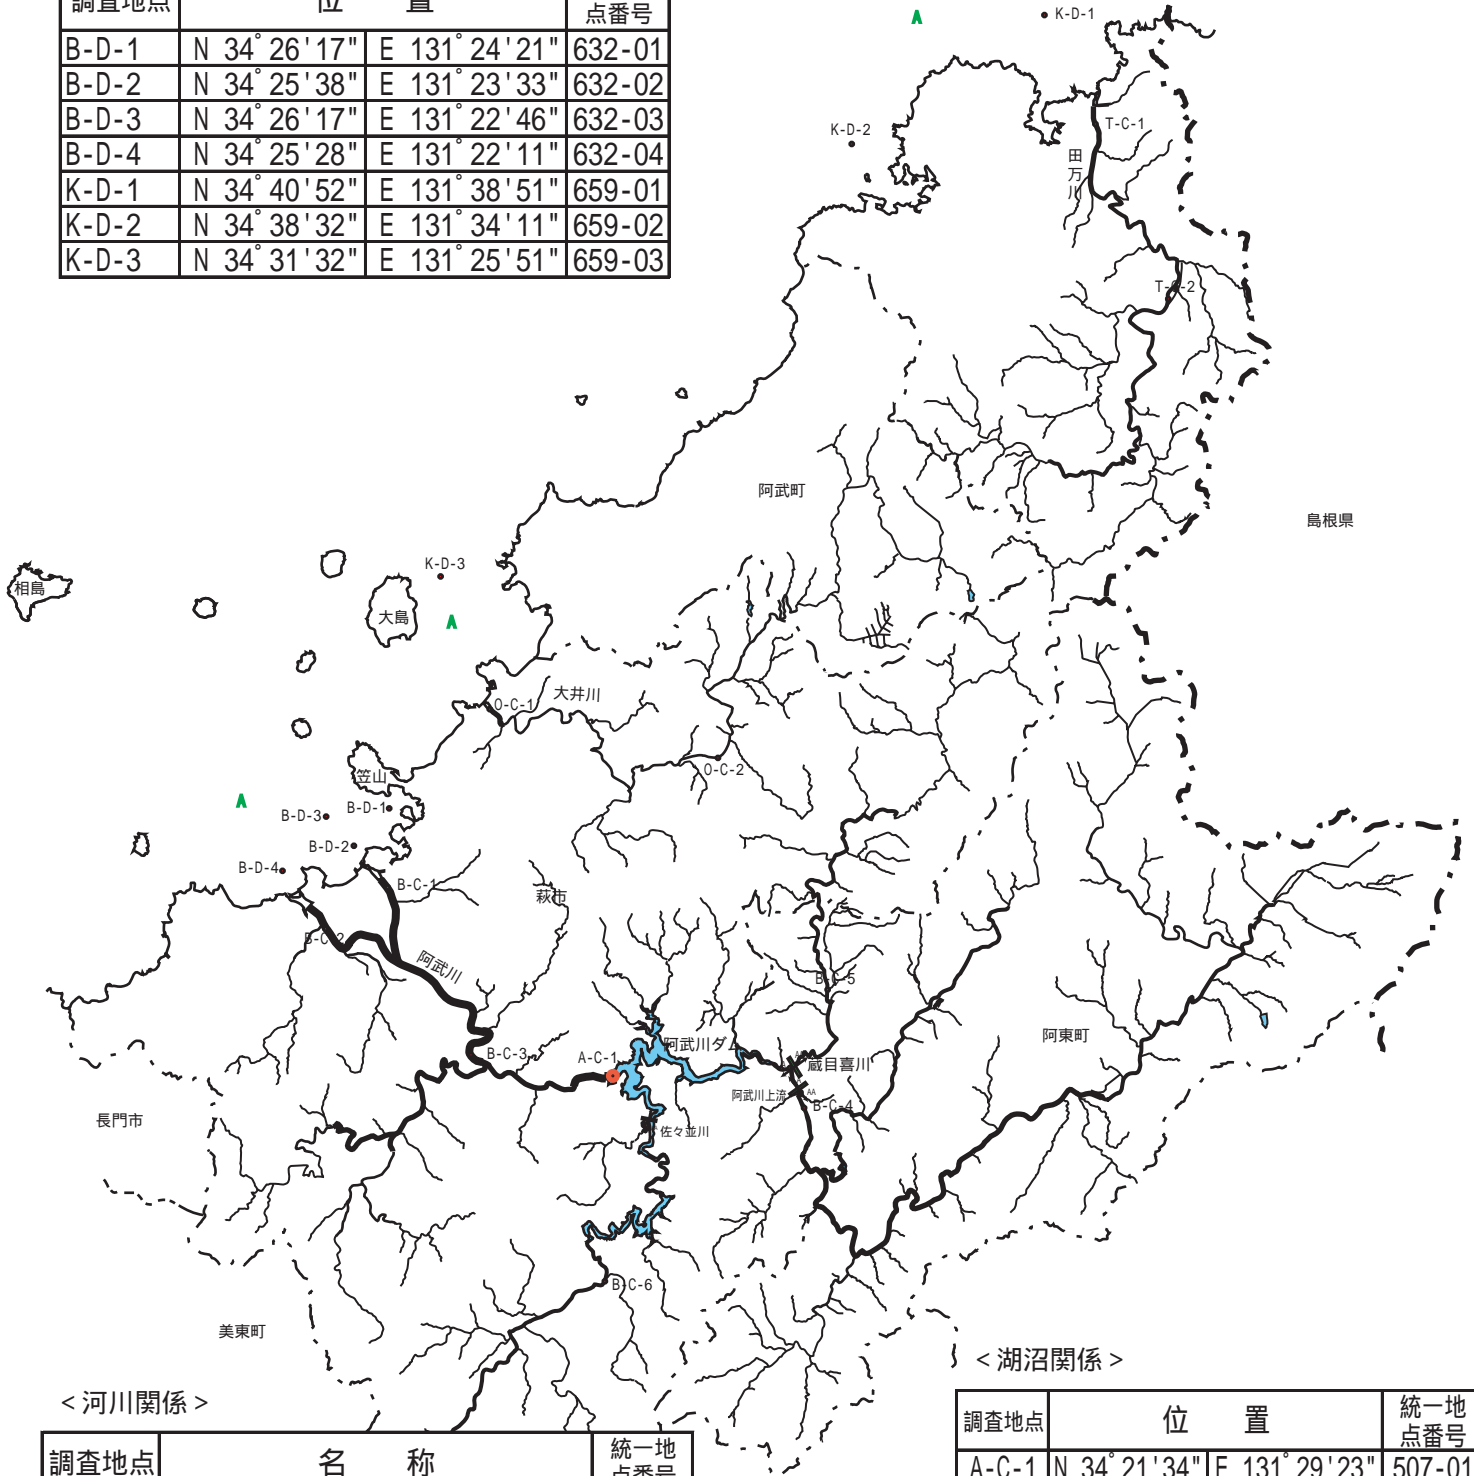 調査地点 位 置 点番号
B-D-1 N 34°26'17" E 131°24'21" 632-01
B-D-2 N 34°25'38" E 131°23'33" 632-02
B-D-3 N 34°26'17" E 131°22'46" 632-03
B-D-4 N 34°25'28" E 131°22'11" 632-04
K-D-1 N 34°40'52" E 131°38'51" 659-01
K-D-2 N 34°38'32" E 131°34'11" 659-02
K-D-3 N 34°31'32" E 131°25'51" 659-03
A
K-D-1
K-D-2
T-C-1
田万川
T-C-2
阿武町
島根県
K-D-3
相島
大島
A
大井川
O-C-1
O-C-2
笠山
A
B-D-1
B-D-3
B-D-2
B-D-4
B-C-1
萩市
B-C-2
阿武川
B-C-5
阿東町
阿武川ダム
B-C-3
A-C-1
A
蔵目喜川
阿武川上流
AA
B-C-4
長門市
佐々並川
B-C-6
美東町
<湖沼関係>
<河川関係>
調査地点 位 置 統一地点番号
A-C-1 N 34°21'34" E 131°29'23" 507-01
調査地点 名 称 統一地点番号